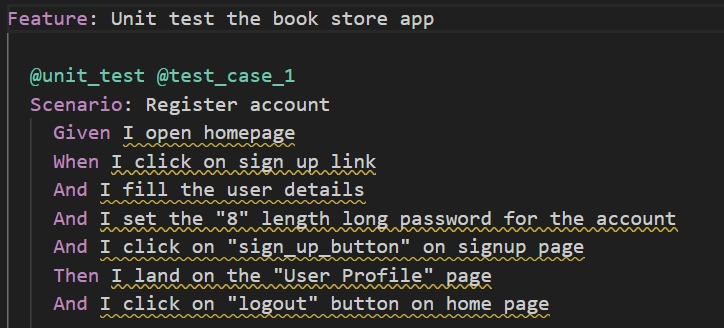 Feature: Unit test the book store app
@unit_test @test_case_1
Scenario: Register account
Given I open homepage
When I click on sign up link
And I fill the user details
And I set the "8" length long password for the account
And I click on "sign_up_button" on signup page
Then I land on the "User Profile" page
And I click on "logout" button on home page